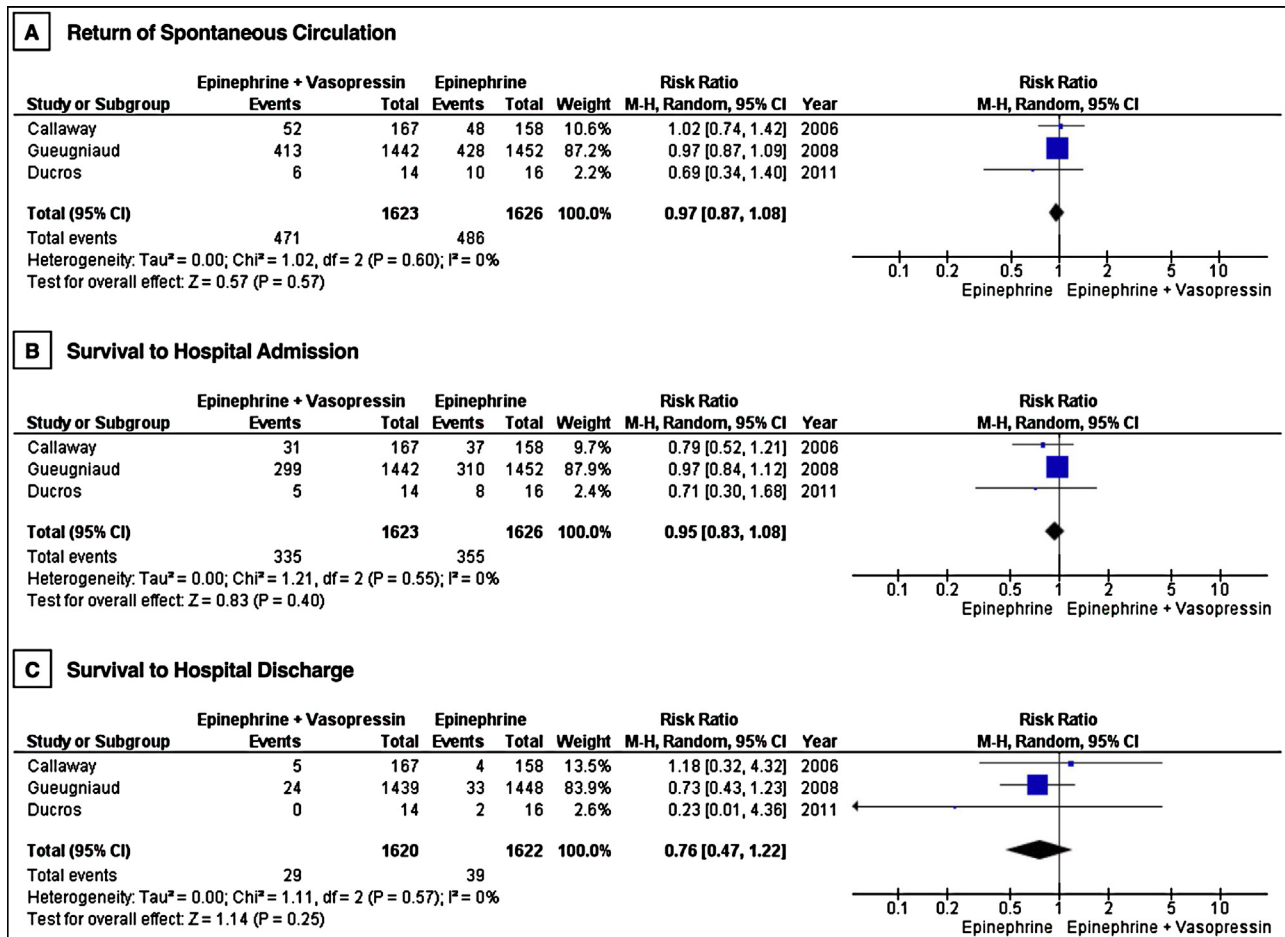 A Return of Spontaneous Circulation
Epinephrine + Vasopressin Epinephrine Risk Ratio Risk Ratio
Study or Subgroup Events Total Events Total Weight M-H, Random, 95% CI Year M-H, Random, 95% CI
Callaway 52 167 48 158 10.6% 1.02 [0.74, 1.42] 2006
Gueugniaud 413 1442 428 1452 87.2% 0.97 [0.87, 1.09] 2008
Ducros 6 14 10 16 2.2% 0.69 [0.34, 1.40] 2011
Total (95% CI) 1623 1626 100.0% 0.97 [0.87, 1.08]
Total events 471 486
Heterogeneity: Tau² = 0.00; Chi² = 1.02, df = 2 (P = 0.60); I² = 0%
Test for overall effect: Z = 0.57 (P = 0.57)
0.1 0.2 0.5 1 2 5 10
Epinephrine Epinephrine + Vasopressin
B Survival to Hospital Admission
Epinephrine + Vasopressin Epinephrine Risk Ratio Risk Ratio
Study or Subgroup Events Total Events Total Weight M-H, Random, 95% CI Year M-H, Random, 95% CI
Callaway 31 167 37 158 9.7% 0.79 [0.52, 1.21] 2006
Gueugniaud 299 1442 310 1452 87.9% 0.97 [0.84, 1.12] 2008
Ducros 5 14 8 16 2.4% 0.71 [0.30, 1.68] 2011
Total (95% CI) 1623 1626 100.0% 0.95 [0.83, 1.08]
Total events 335 355
Heterogeneity: Tau² = 0.00; Chi² = 1.21, df = 2 (P = 0.55); I² = 0%
Test for overall effect: Z = 0.83 (P = 0.40)
0.1 0.2 0.5 1 2 5 10
Epinephrine Epinephrine + Vasopressin
C Survival to Hospital Discharge
Epinephrine + Vasopressin Epinephrine Risk Ratio Risk Ratio
Study or Subgroup Events Total Events Total Weight M-H, Random, 95% CI Year M-H, Random, 95% CI
Callaway 5 167 4 158 13.5% 1.18 [0.32, 4.32] 2006
Gueugniaud 24 1439 33 1448 83.9% 0.73 [0.43, 1.23] 2008
Ducros 0 14 2 16 2.6% 0.23 [0.01, 4.36] 2011
Total (95% CI) 1620 1622 100.0% 0.76 [0.47, 1.22]
Total events 29 39
Heterogeneity: Tau² = 0.00; Chi² = 1.11, df = 2 (P = 0.57); I² = 0%
Test for overall effect: Z = 1.14 (P = 0.25)
0.1 0.2 0.5 1 2 5 10
Epinephrine Epinephrine + Vasopressin